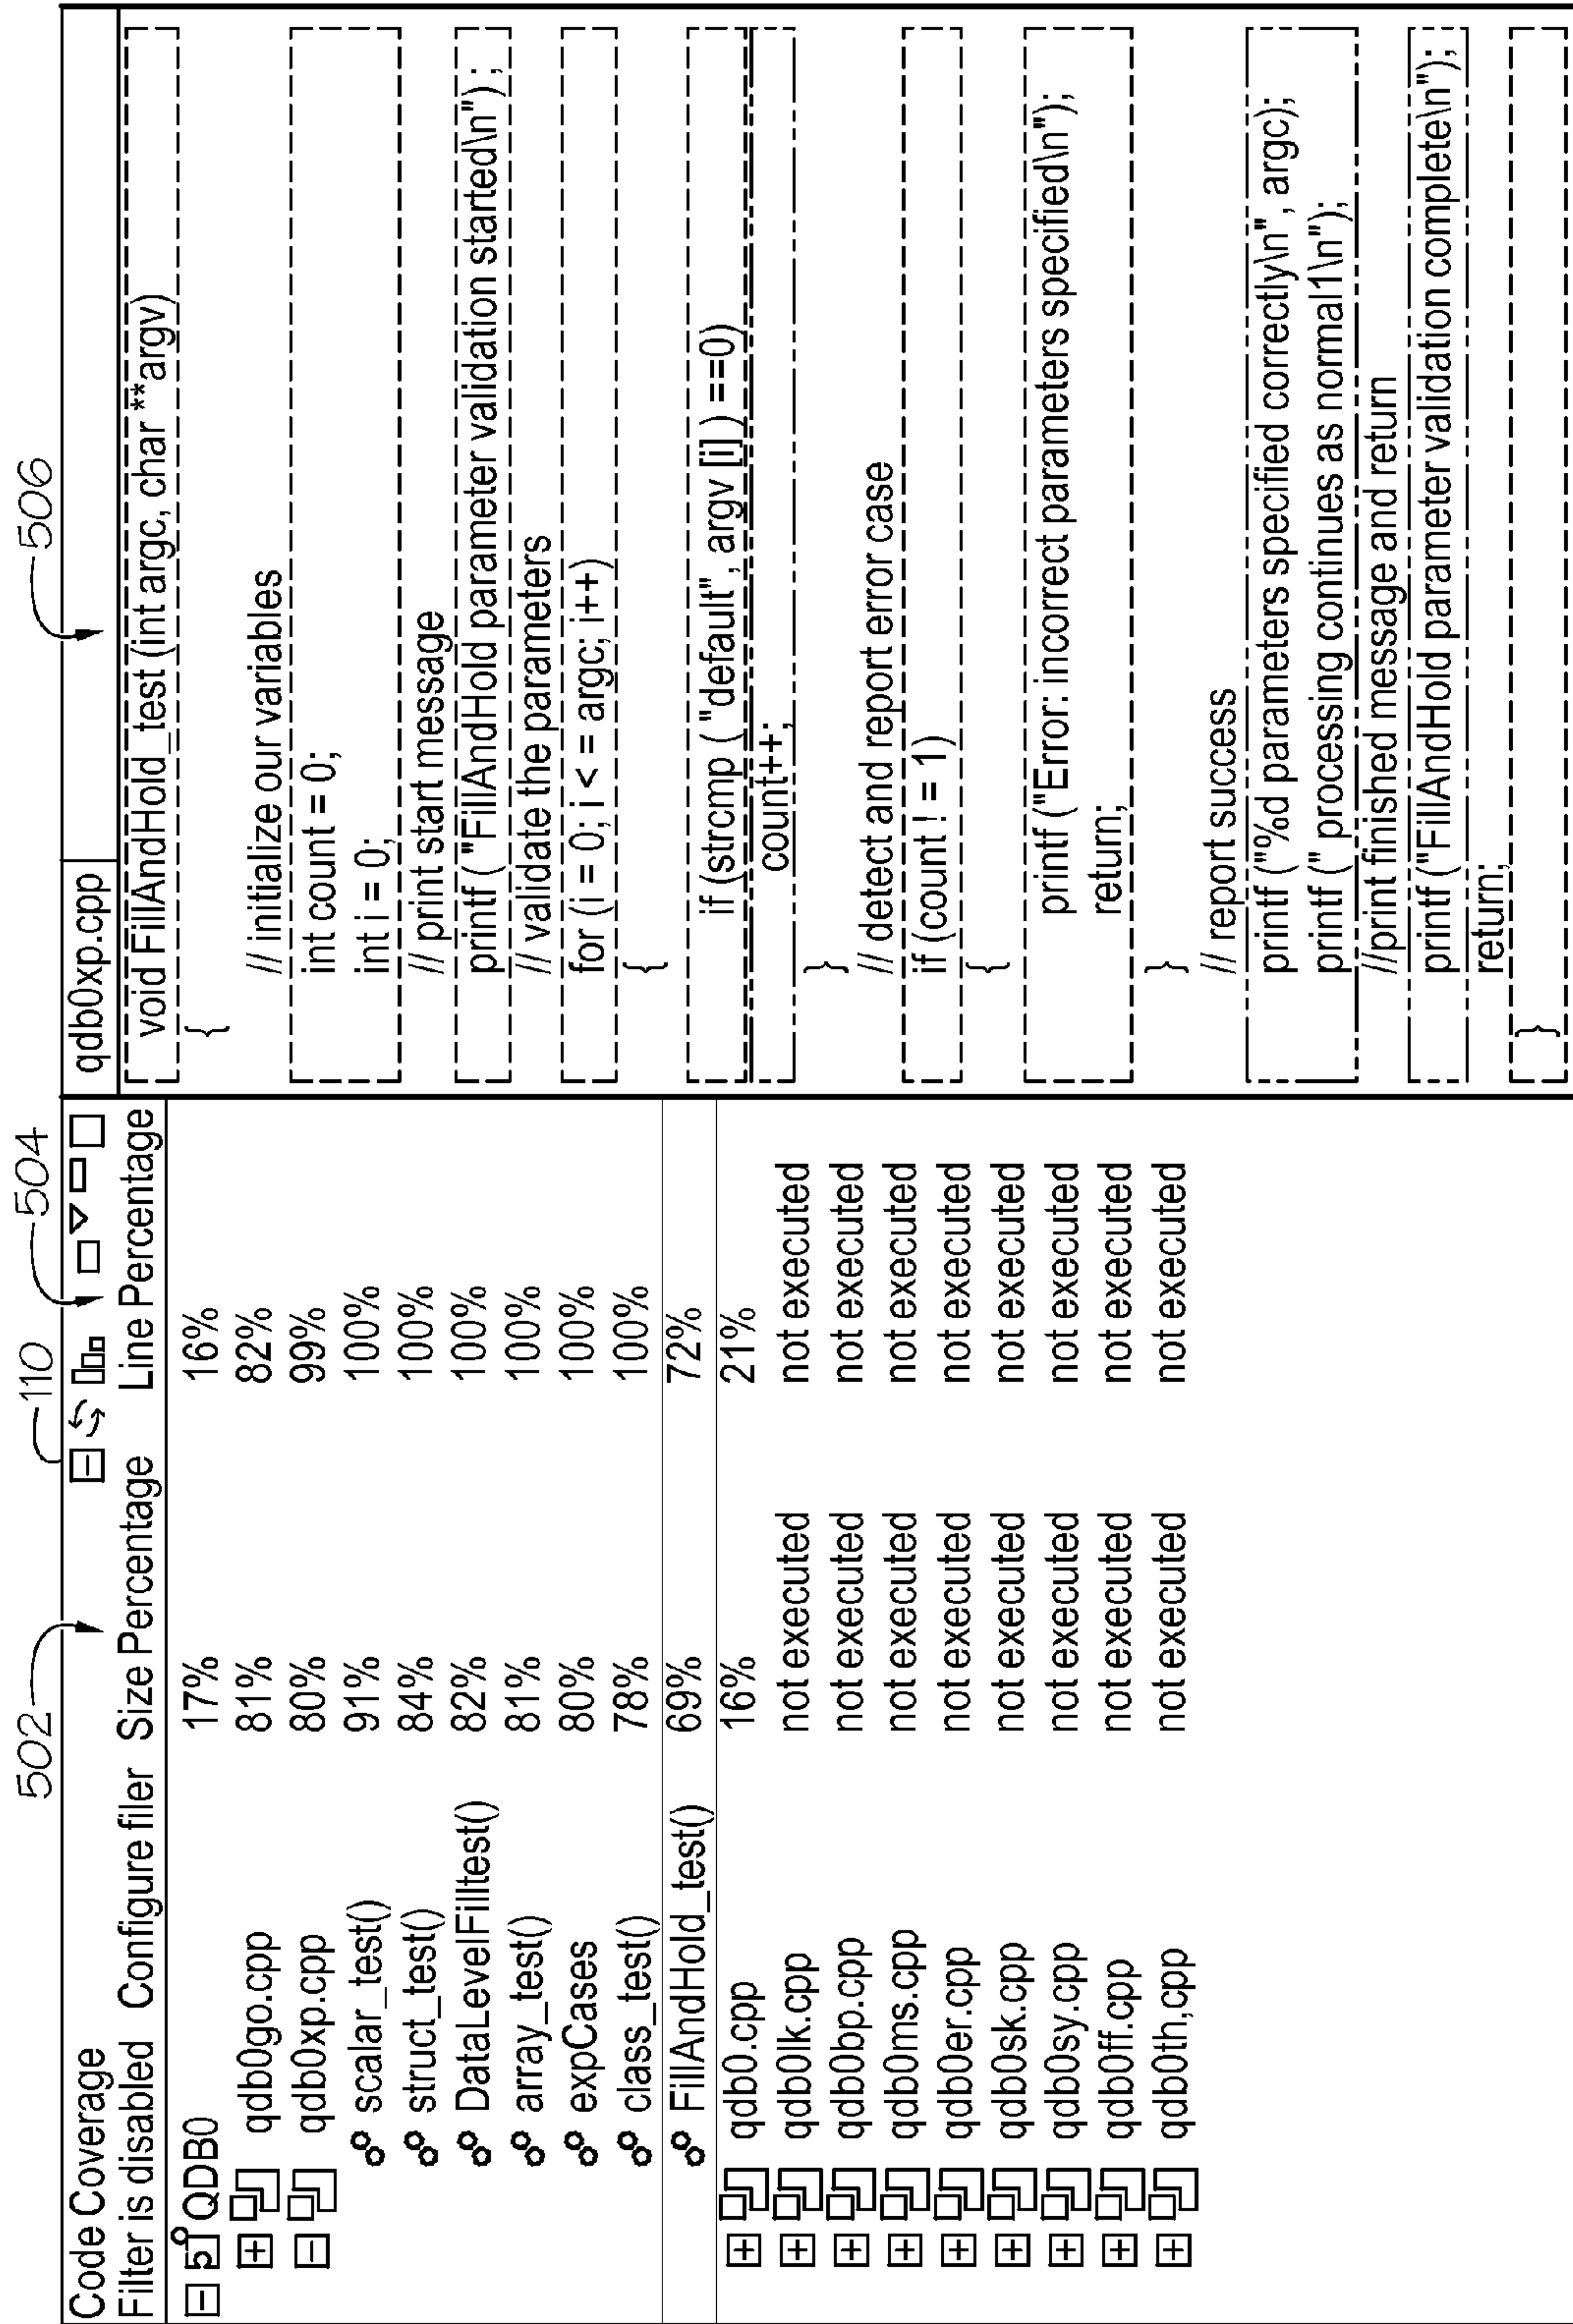 502
110
504
506
Code Coverage
Filter is disabled Configure filer Size Percentage Line Percentage
QDB0 17% 16%
qdb0go.cpp 81% 82%
qdb0xp.cpp 80% 99%
scalar_test() 91% 100%
struct_test() 84% 100%
DataLevelFilltest() 82% 100%
array_test() 81% 100%
expCases 80% 100%
class_test() 78% 100%
FillAndHold_test() 69% 72%
qdb0.cpp 16% 21%
qdb0lk.cpp not executed not executed
qdb0bp.cpp not executed not executed
qdb0ms.cpp not executed not executed
qdb0er.cpp not executed not executed
qdb0sk.cpp not executed not executed
qdb0sy.cpp not executed not executed
qdb0ff.cpp not executed not executed
qdb0th,cpp not executed not executed
qdb0xp.cpp
void FillAndHold_test (int argc, char **argv)
{
// initialize our variables
int count = 0;
int i = 0;
// print start message
printf ("FillAndHold parameter validation started\n") ;
// validate the parameters
for (i = 0; i < = argc; i++)
{
if (strcmp ("default", argv [i] ) ==0)
count++;
}
// detect and report error case
if (count ! = 1)
{
printf ("Error: incorrect parameters specified\n");
return;
}
// report success
printf ("%d parameters specified correctly\n", argc);
printf (" processing continues as normal1\n");
//print finished message and return
printf ("FillAndHold parameter validation complete\n");
return;
}